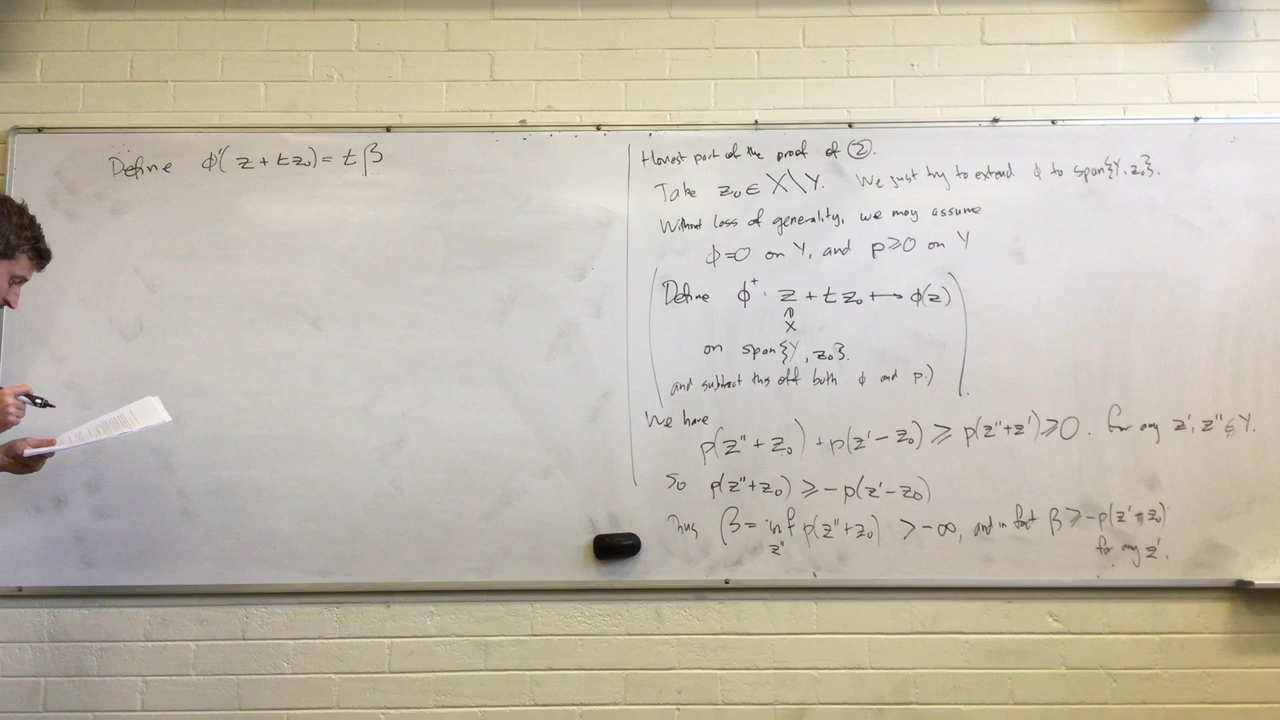 Define φ'(z + tz₀) = tβ
Honest part of the proof of ②.
Take z₀ ∈ X\Y. We just try to extend φ to span{Y, z₀}.
Without loss of generality, we may assume
φ=0 on Y, and p≥0 on Y
(Define φ⁺: z + tz₀ ↦ φ(z)
∈
X
on span{Y, z₀}.
and subtract this off both φ and p.)
We have
p(z'' + z₀) + p(z' − z₀) ≥ p(z''+z') ≥ 0. for any z', z'' ∈ Y.
So p(z''+z₀) ≥ −p(z'−z₀)
Thus β = inf p(z''+z₀) > −∞, and in fact β ≥ −p(z'−z₀)
z''
for any z'.